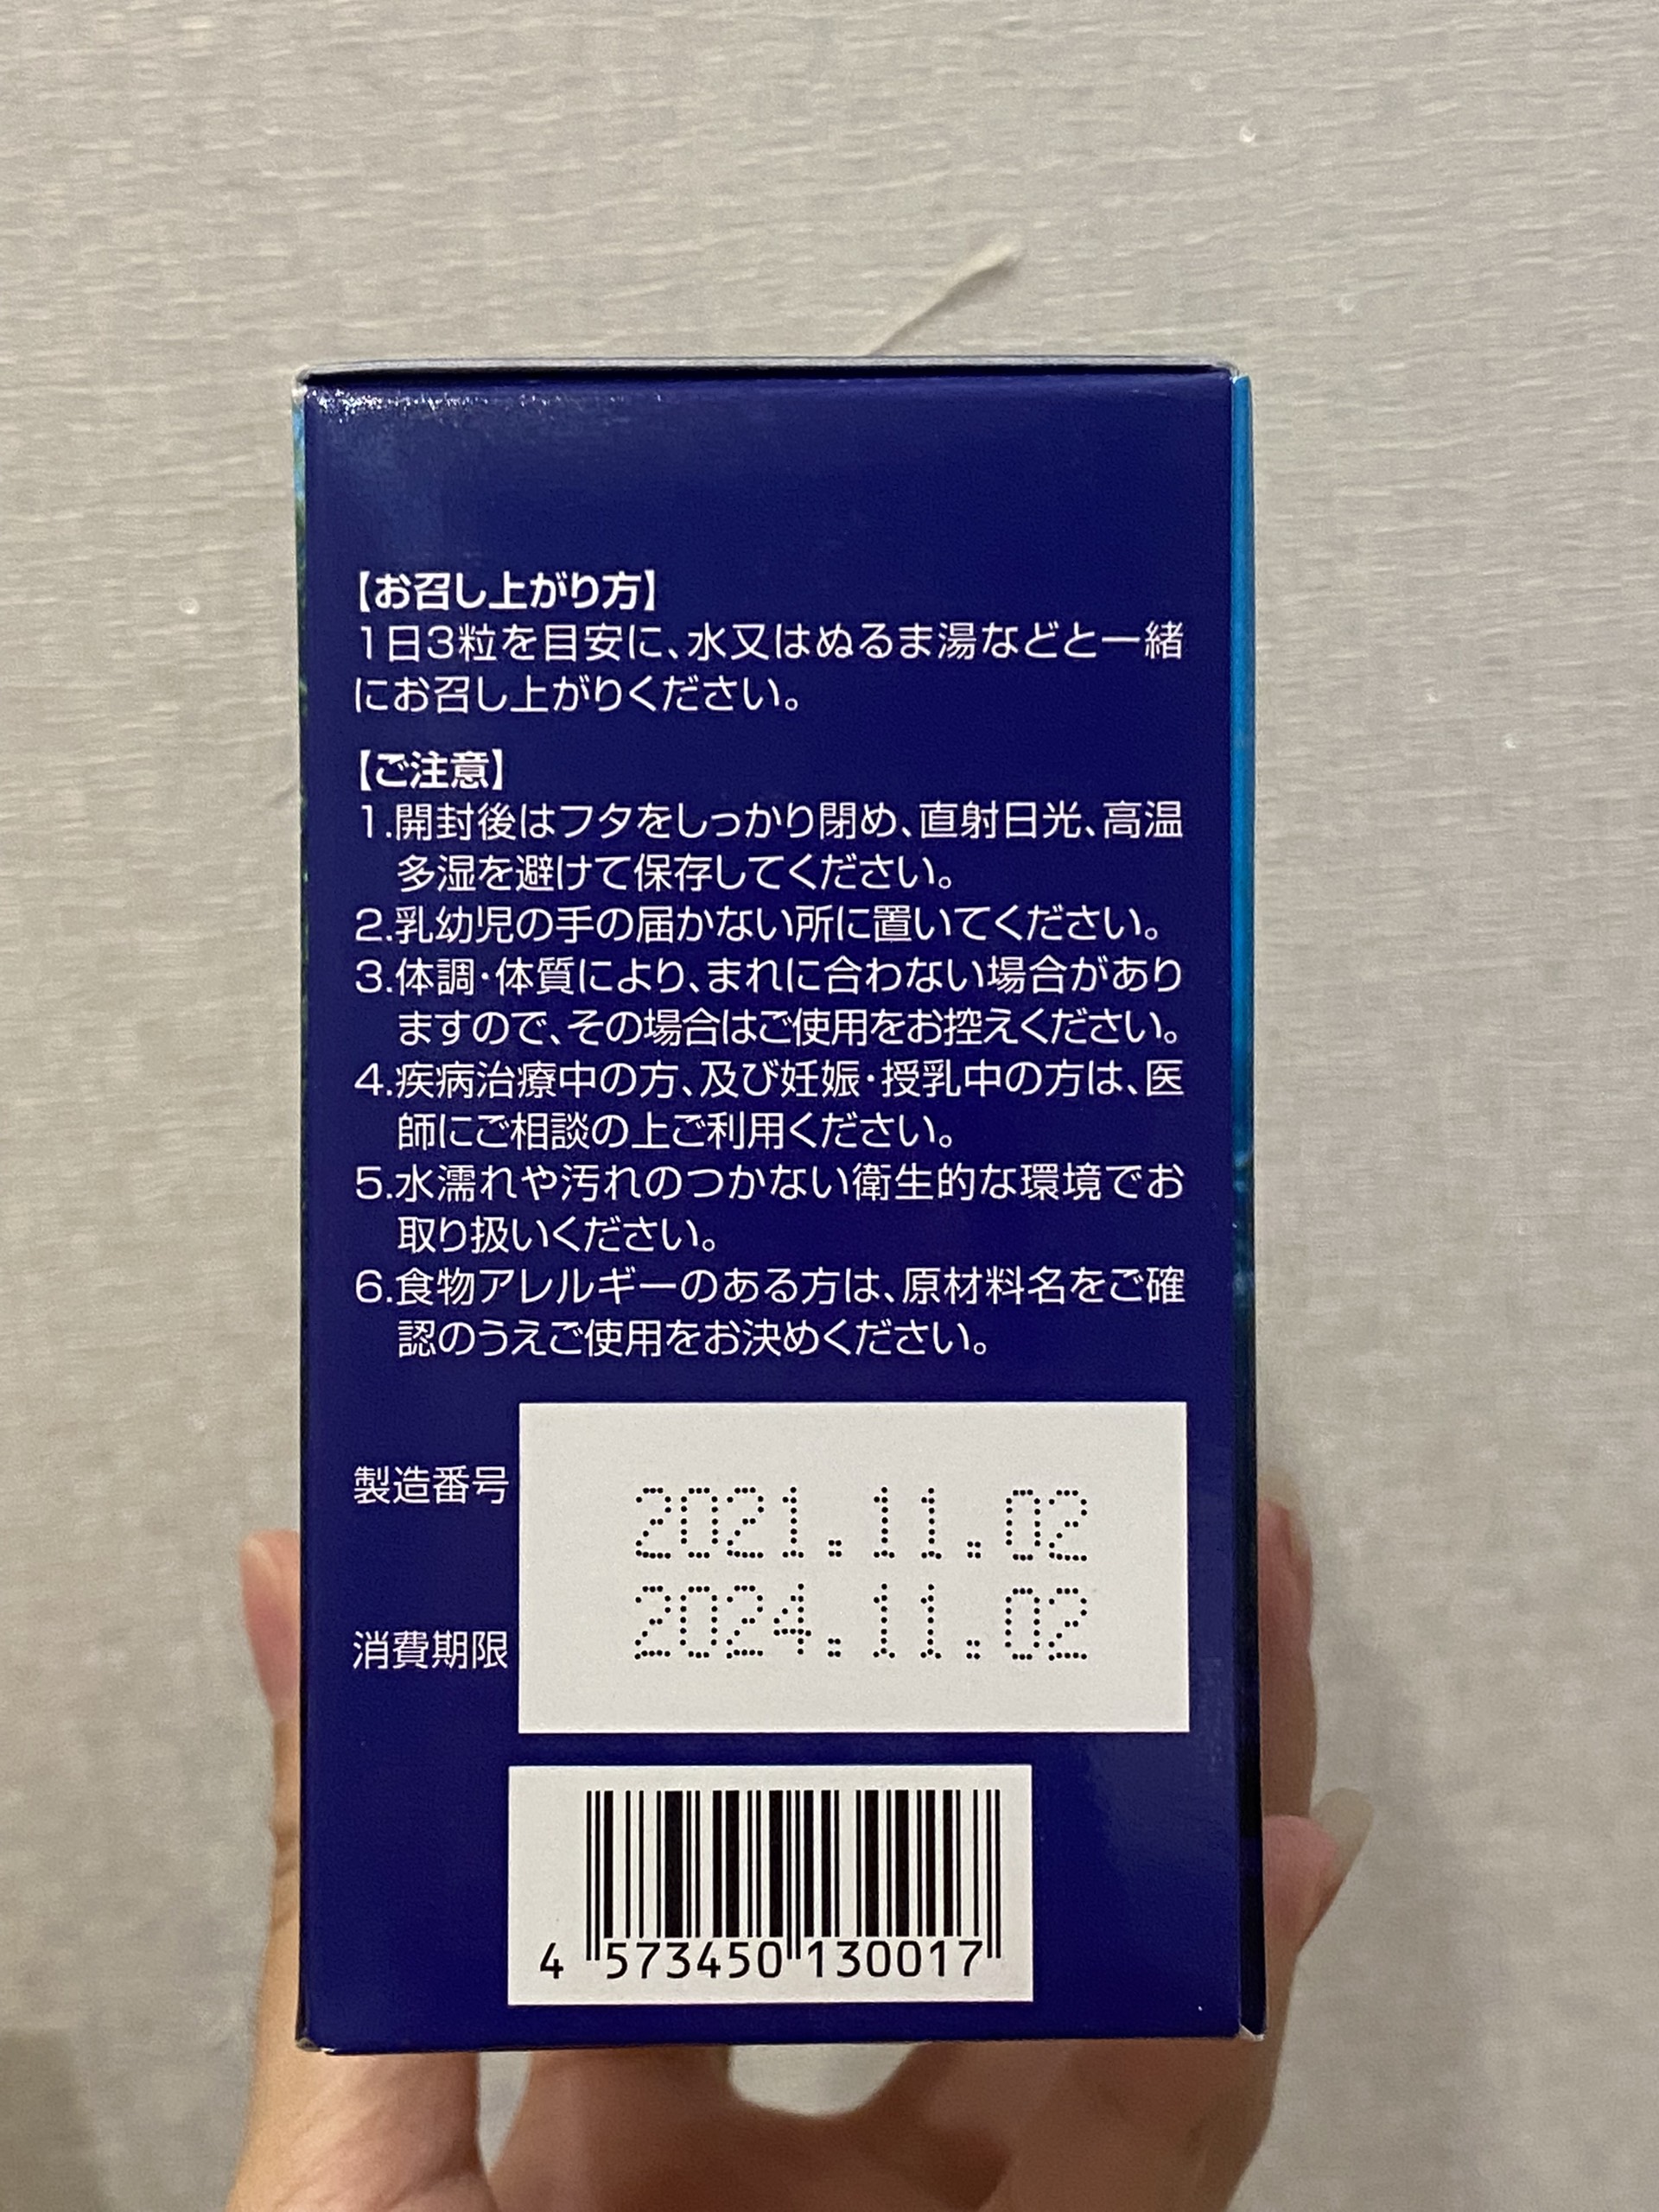 【お召し上がり方】
1日3粒を目安に、水又はぬるま湯などと一緒
にお召し上がりください。
【ご注意】
1.開封後はフタをしっかり閉め、直射日光、高温
多湿を避けて保存してください。
2.乳幼児の手の届かない所に置いてください。
3.体調・体質により、まれに合わない場合があり
ますので、その場合はご使用をお控えください。
4.疾病治療中の方、及び妊娠・授乳中の方は、医
師にご相談の上ご利用ください。
5.水濡れや汚れのつかない衛生的な環境でお
取り扱いください。
6.食物アレルギーのある方は、原材料名をご確
認のうえご使用をお決めください。
製造番号 2021.11.02
消費期限 2024.11.02
4 573450 130017